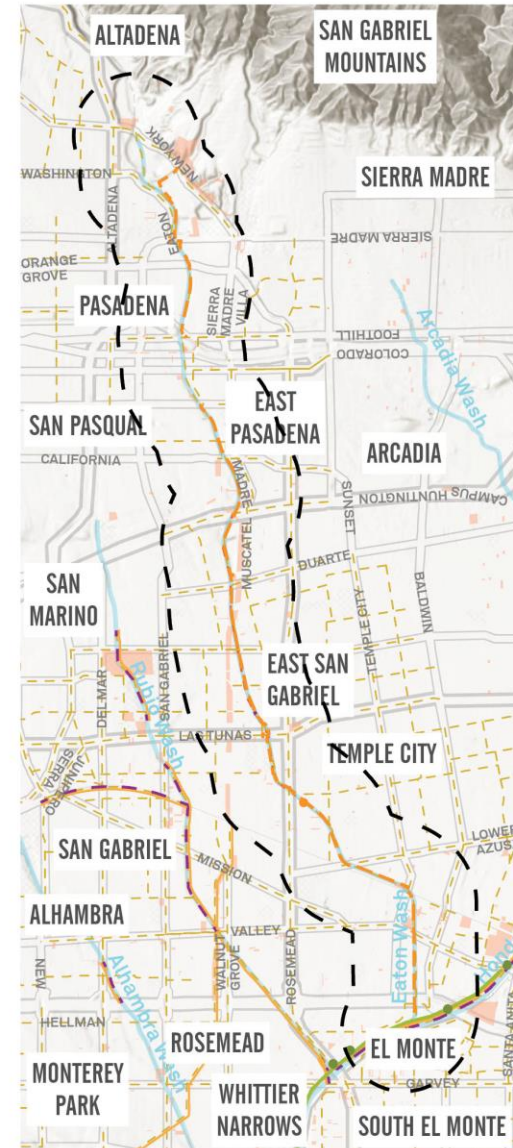 ALTADENA
SAN GABRIEL
MOUNTAINS
NEW YORK
WASHINGTON
SIERRA MADRE
ALTADENA
EATON
SIERRA MADRE
ORANGE
GROVE
PASADENA
SIERRA
MADRE
VILLA
FOOTHILL
COLORADO
Arcadia Wash
SAN PASQUAL
EAST
PASADENA
ARCADIA
CALIFORNIA
MADRE
SUNSET
CAMPUS HUNTINGTON
MUSCATEL
DUARTE
SAN
MARINO
TEMPLE CITY
BALDWIN
DEL MAR
Rubio Wash
SAN GABRIEL
EAST SAN
GABRIEL
LAS TUNAS
TEMPLE CITY
JUNIPERO
SERRA
LOWER
AZUS
SAN GABRIEL
MISSION
ALHAMBRA
VALLEY
NEW
Alhambra Wash
WALNUT
GROVE
ROSEMEAD
Eaton Wash
HELLMAN
SANTA ANITA
ROSEMEAD
EL MONTE
MONTEREY
PARK
GARVEY
WHITTIER
NARROWS
SOUTH EL MONTE